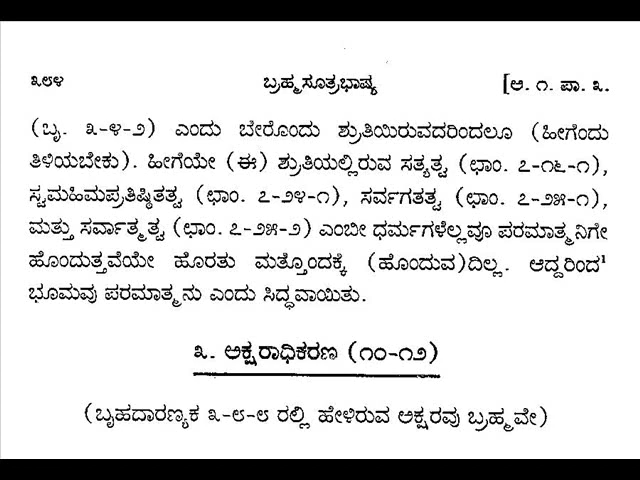 ೩೮೪ ಬ್ರಹ್ಮಸೂತ್ರಭಾಷ್ಯ [ಅ. ೧. ಪಾ. ೩.
(ಬೃ. ೩-೪-೨) ಎಂದು ಬೇರೊಂದು ಶ್ರುತಿಯಿರುವದರಿಂದಲೂ (ಹೀಗೆಂದು
ತಿಳಿಯಬೇಕು). ಹೀಗೆಯೇ (ಈ) ಶ್ರುತಿಯಲ್ಲಿರುವ ಸತ್ಯತ್ವ (ಛಾಂ. ೭-೧೬-೧),
ಸ್ವಮಹಿಮಪ್ರತಿಷ್ಠಿತತ್ವ (ಛಾಂ. ೭-೨೪-೧), ಸರ್ವಗತತ್ವ (ಛಾಂ. ೭-೨೫-೧),
ಮತ್ತು ಸರ್ವಾತ್ಮತ್ವ (ಛಾಂ. ೭-೨೫-೨) ಎಂಬೀ ಧರ್ಮಗಳೆಲ್ಲವೂ ಪರಮಾತ್ಮನಿಗೇ
ಹೊಂದುತ್ತವೆಯೇ ಹೊರತು ಮತ್ತೊಂದಕ್ಕೆ (ಹೊಂದುವ)ದಿಲ್ಲ. ಆದ್ದರಿಂದ¹
ಭೂಮವು ಪರಮಾತ್ಮನು ಎಂದು ಸಿದ್ಧವಾಯಿತು.
೩. ಅಕ್ಷರಾಧಿಕರಣ (೧೦-೧೨)
(ಬೃಹದಾರಣ್ಯಕ ೩-೮-೮ ರಲ್ಲಿ ಹೇಳಿರುವ ಅಕ್ಷರವು ಬ್ರಹ್ಮವೇ)